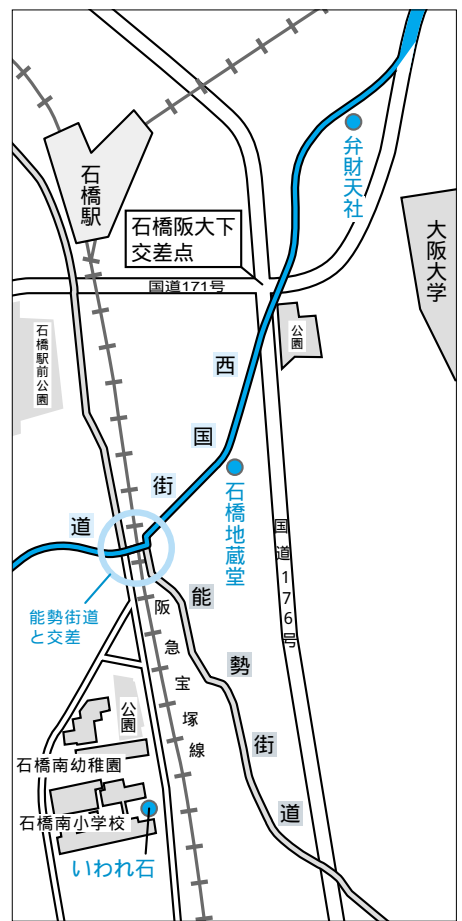 弁財天社
石橋駅
大阪大学
石橋阪大下
交差点
国道171号
公園
石橋駅前公園
西国街道
石橋地蔵堂
国道176号
能勢街道
と交差
能勢街道
阪急宝塚線
公園
石橋南幼稚園
石橋南小学校
いわれ石